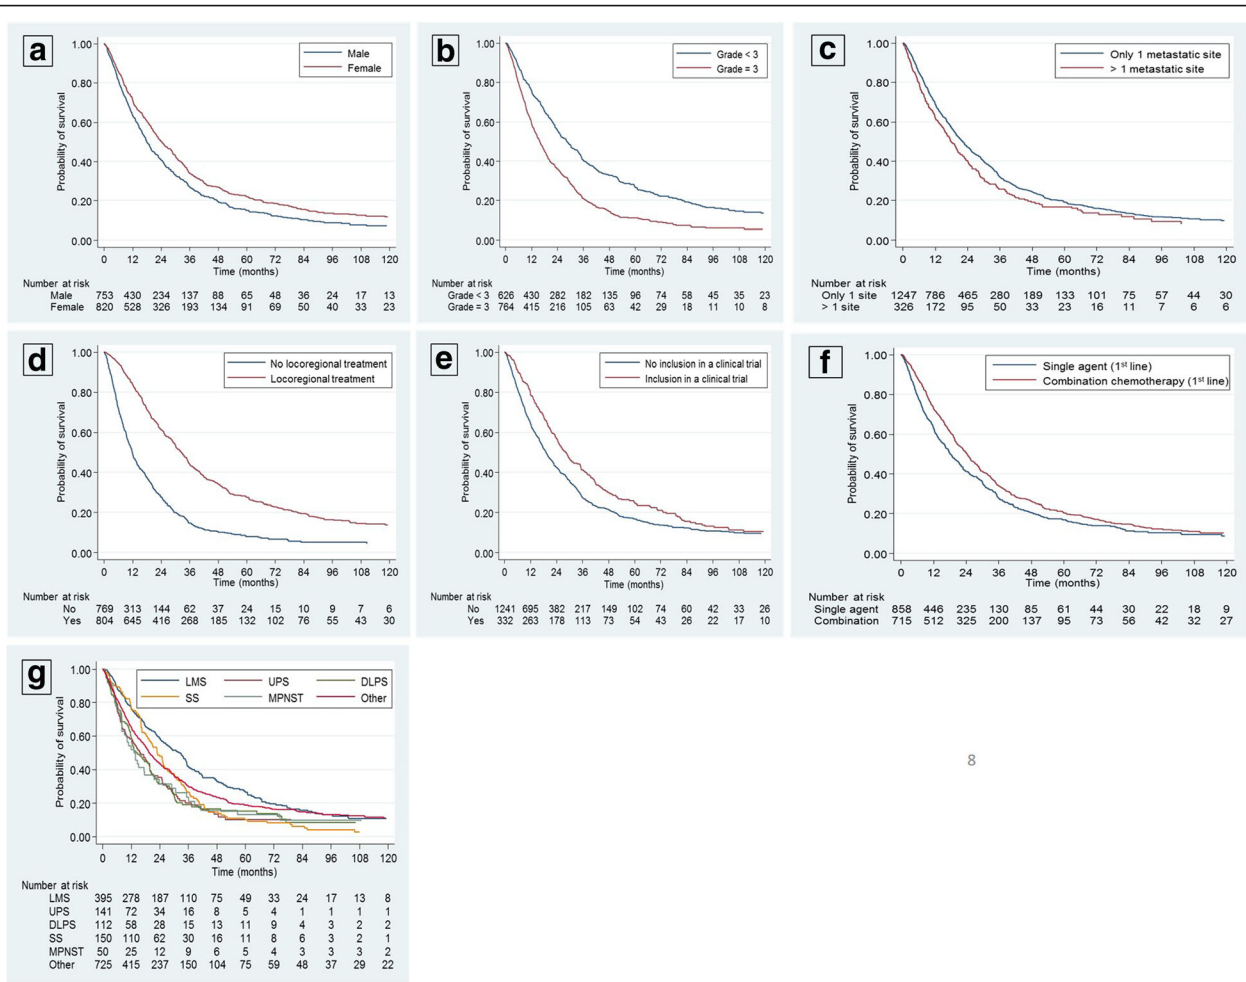 a
Male
Female
Probability of survival
1.00
0.80
0.60
0.40
0.20
0.00
0 12 24 36 48 60 72 84 96 108 120
Time (months)
Number at risk
Male 753 430 234 137 88 65 48 36 24 17 13
Female 820 528 326 193 134 91 69 50 40 33 23
b
Grade < 3
Grade = 3
Probability of survival
1.00
0.80
0.60
0.40
0.20
0.00
0 12 24 36 48 60 72 84 96 108 120
Time (months)
Number at risk
Grade < 3 626 430 282 182 135 96 74 58 45 35 23
Grade = 3 764 415 216 105 63 42 29 18 11 10 8
c
Only 1 metastatic site
> 1 metastatic site
Probability of survival
1.00
0.80
0.60
0.40
0.20
0.00
0 12 24 36 48 60 72 84 96 108 120
Time (months)
Number at risk
Only 1 site 1247 786 465 280 189 133 101 75 57 44 30
> 1 site 326 172 95 50 33 23 16 11 7 6 6
d
No locoregional treatment
Locoregional treatment
Probability of survival
1.00
0.80
0.60
0.40
0.20
0.00
0 12 24 36 48 60 72 84 96 108 120
Time (months)
Number at risk
No 769 313 144 62 37 24 15 10 9 7 6
Yes 804 645 416 268 185 132 102 76 55 43 30
e
No inclusion in a clinical trial
Inclusion in a clinical trial
Probability of survival
1.00
0.80
0.60
0.40
0.20
0.00
0 12 24 36 48 60 72 84 96 108 120
Time (months)
Number at risk
No 1241 695 382 217 149 102 74 60 42 33 26
Yes 332 263 178 113 73 54 43 26 22 17 10
f
Single agent (1st line)
Combination chemotherapy (1st line)
Probability of survival
1.00
0.80
0.60
0.40
0.20
0.00
0 12 24 36 48 60 72 84 96 108 120
Time (months)
Number at risk
Single agent 858 446 235 130 85 61 44 30 22 18 9
Combination 715 512 325 200 137 95 73 56 42 32 27
g
LMS UPS DLPS
SS MPNST Other
Probability of survival
1.00
0.80
0.60
0.40
0.20
0.00
0 12 24 36 48 60 72 84 96 108 120
Time (months)
Number at risk
LMS 395 278 187 110 75 49 33 24 17 13 8
UPS 141 72 34 16 8 5 4 1 1 1 1
DLPS 112 58 28 15 13 11 9 4 3 2 2
SS 150 110 62 30 16 11 8 6 3 2 1
MPNST 50 25 12 9 6 5 4 3 3 3 2
Other 725 415 237 150 104 75 59 48 37 29 22
8